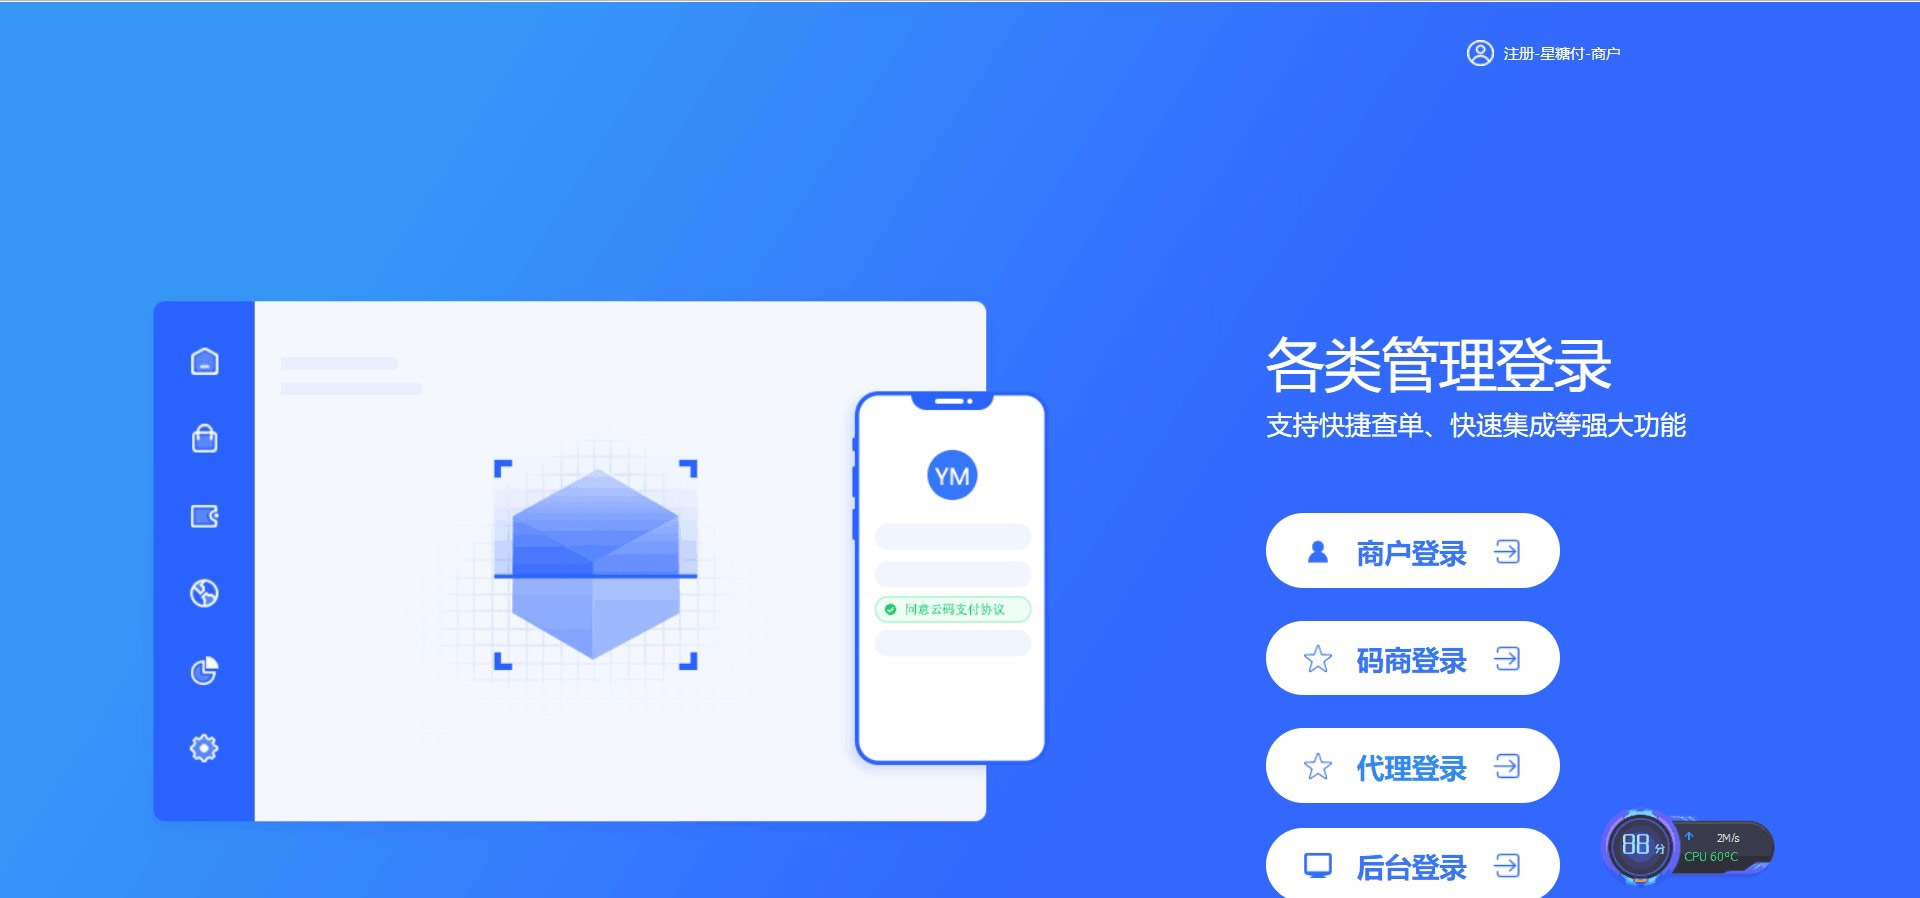 注册-星糖付-商户
各类管理登录
支持快捷查单、快速集成等强大功能
YM
同意云码支付协议
商户登录
码商登录
代理登录
后台登录
88分
2M/s
CPU 60°C